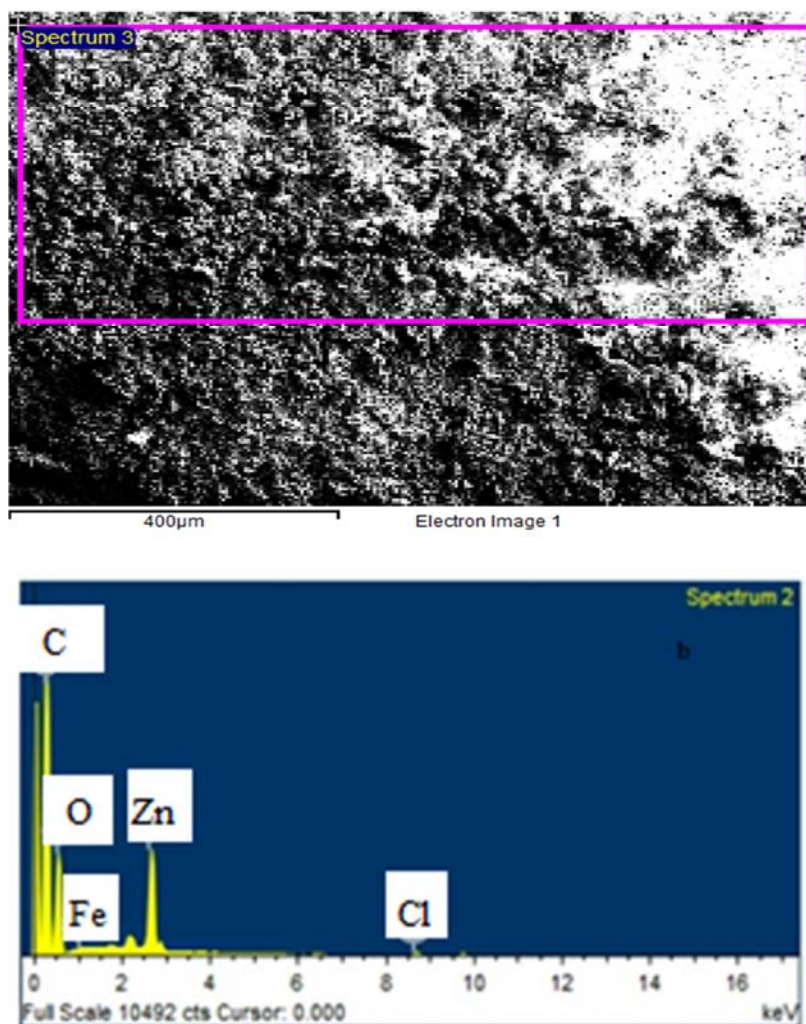 Spectrum 3
400µm
Electron Image 1
Spectrum 2
b
C
O
Zn
Fe
Cl
0 2 4 6 8 10 12 14 16
Full Scale 10492 cts Cursor: 0.000 keV